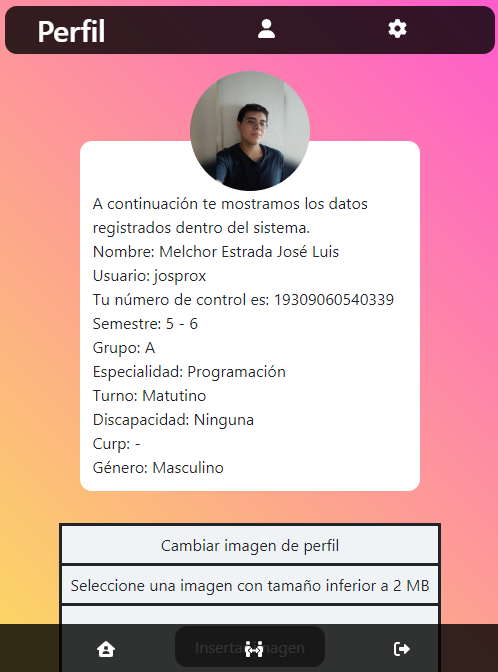 Perfil
A continuación te mostramos los datos
registrados dentro del sistema.
Nombre: Melchor Estrada José Luis
Usuario: josprox
Tu número de control es: 19309060540339
Semestre: 5 - 6
Grupo: A
Especialidad: Programación
Turno: Matutino
Discapacidad: Ninguna
Curp: -
Género: Masculino
Cambiar imagen de perfil
Seleccione una imagen con tamaño inferior a 2 MB
Insertar imagen